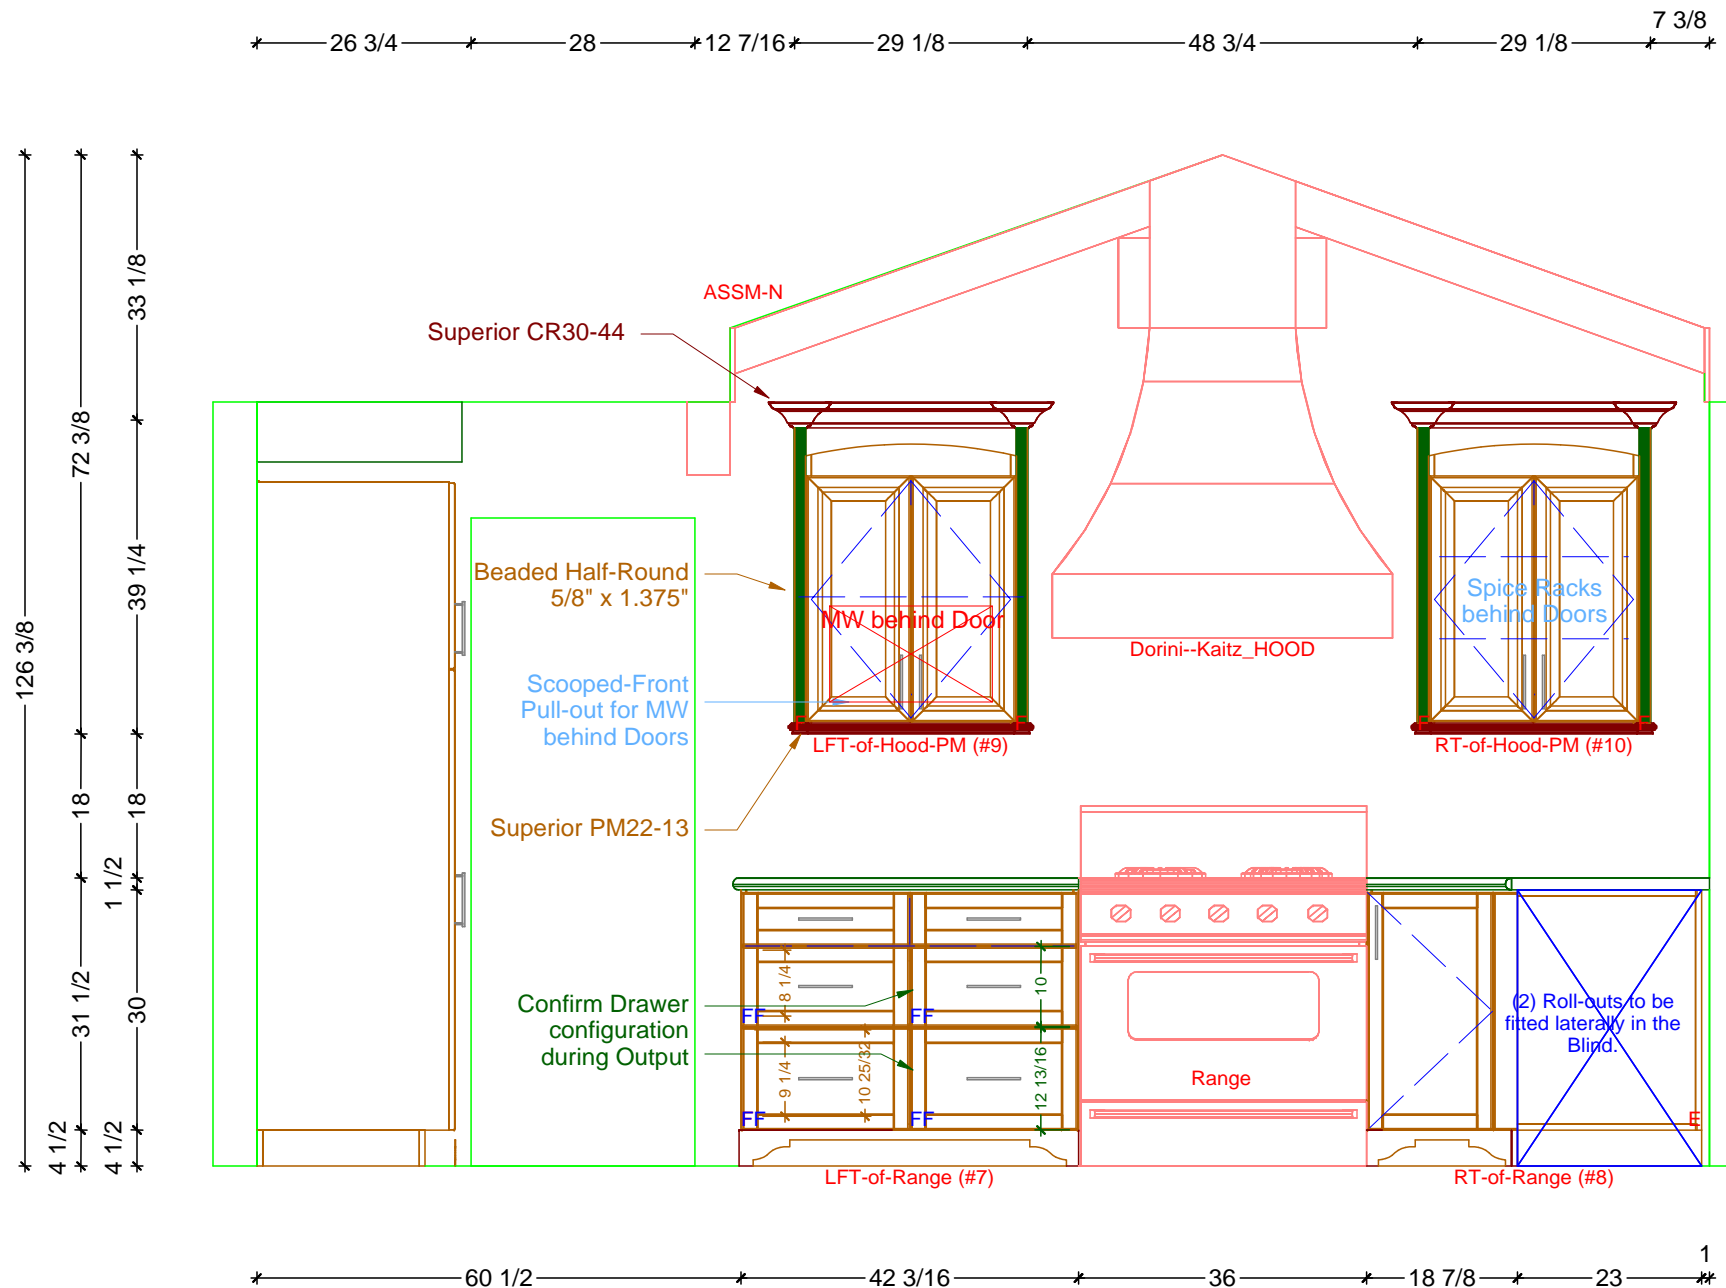 7 3/8
26 3/4
28
12 7/16
29 1/8
48 3/4
29 1/8
126 3/8
72 3/8
18
31 1/2
4 1/2
33 1/8
39 1/4
18
1 1/2
30
4 1/2
ASSM-N
Superior CR30-44
Beaded Half-Round
5/8" x 1.375"
MW behind Door
Scooped-Front
Pull-out for MW
behind Doors
F
F
LFT-of-Hood-PM (#9)
Superior PM22-13
Dorini--Kaitz_HOOD
Spice Racks
behind Doors
F
F
RT-of-Hood-PM (#10)
Confirm Drawer
configuration
during Output
8 1/4
10
FF
FF
9 1/4
10 25/32
12 13/16
FF
FF
Range
(2) Roll-outs to be
fitted laterally in the
Blind.
E
LFT-of-Range (#7)
RT-of-Range (#8)
60 1/2
42 3/16
36
18 7/8
23
1